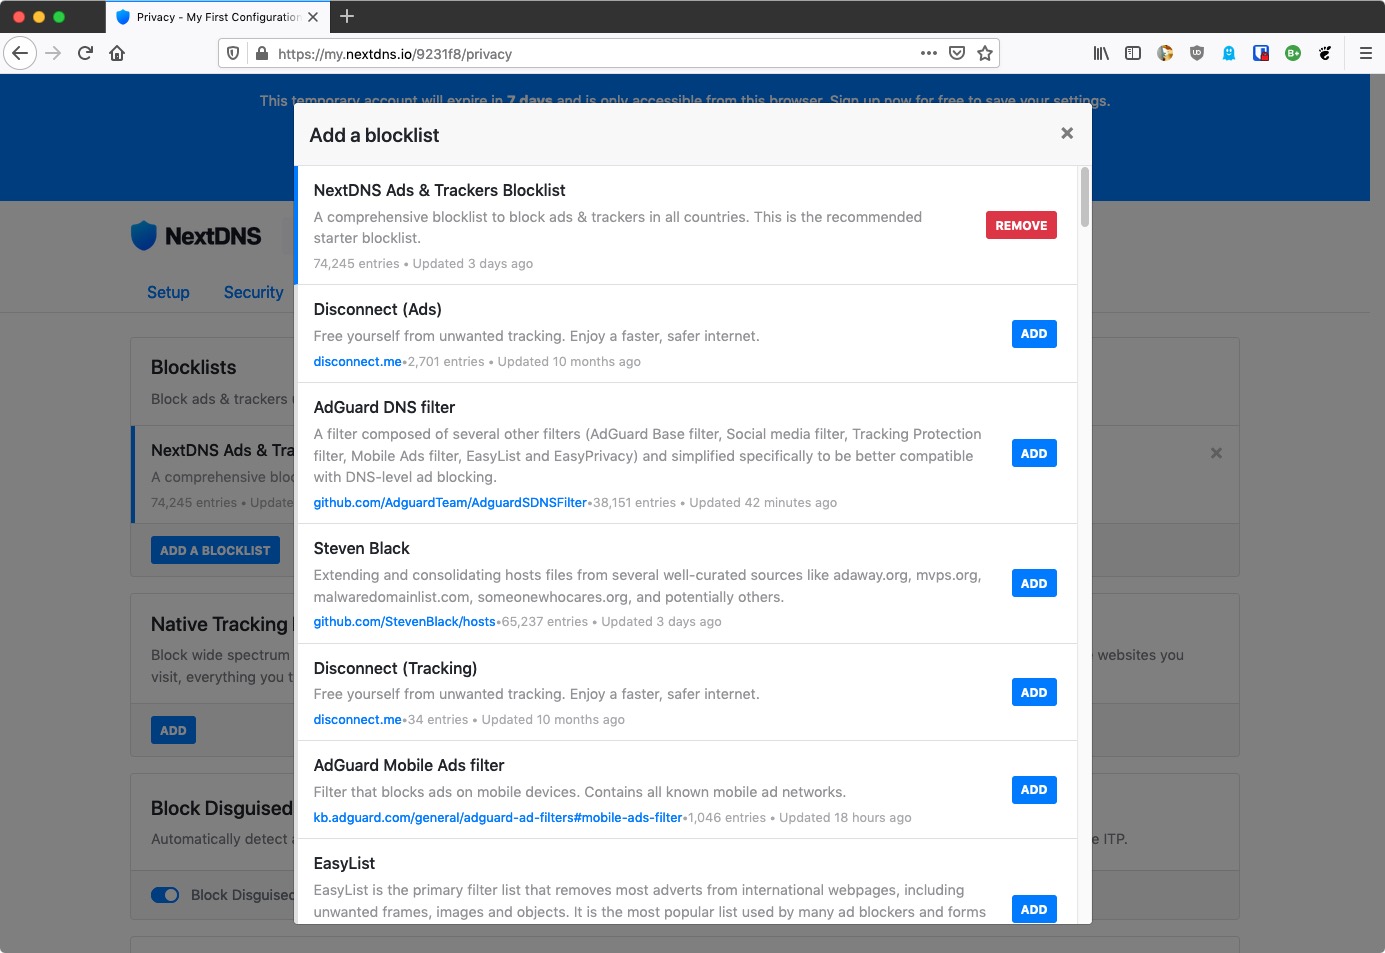 Privacy - My First Configuration
https://my.nextdns.io/9231f8/privacy
This temporary account will expire in 7 days and is only accessible from this browser. Sign up now for free to save your settings.
Add a blocklist
NextDNS Ads & Trackers Blocklist
A comprehensive blocklist to block ads & trackers in all countries. This is the recommended
starter blocklist.
74,245 entries • Updated 3 days ago
REMOVE
Disconnect (Ads)
Free yourself from unwanted tracking. Enjoy a faster, safer internet.
disconnect.me•2,701 entries • Updated 10 months ago
ADD
AdGuard DNS filter
A filter composed of several other filters (AdGuard Base filter, Social media filter, Tracking Protection
filter, Mobile Ads filter, EasyList and EasyPrivacy) and simplified specifically to be better compatible
with DNS-level ad blocking.
github.com/AdguardTeam/AdguardSDNSFilter•38,151 entries • Updated 42 minutes ago
ADD
Steven Black
Extending and consolidating hosts files from several well-curated sources like adaway.org, mvps.org,
malwaredomainlist.com, someonewhocares.org, and potentially others.
github.com/StevenBlack/hosts•65,237 entries • Updated 3 days ago
ADD
Disconnect (Tracking)
Free yourself from unwanted tracking. Enjoy a faster, safer internet.
disconnect.me•34 entries • Updated 10 months ago
ADD
AdGuard Mobile Ads filter
Filter that blocks ads on mobile devices. Contains all known mobile ad networks.
kb.adguard.com/general/adguard-ad-filters#mobile-ads-filter•1,046 entries • Updated 18 hours ago
ADD
EasyList
EasyList is the primary filter list that removes most adverts from international webpages, including
unwanted frames, images and objects. It is the most popular list used by many ad blockers and forms
ADD
NextDNS
Setup Security
Blocklists
Block ads & trackers
NextDNS Ads & Tra
A comprehensive bloc
74,245 entries • Update
ADD A BLOCKLIST
Native Tracking
Block wide spectrum
websites you
visit, everything you t
ADD
Block Disguised
Automatically detect
e ITP.
Block Disguised